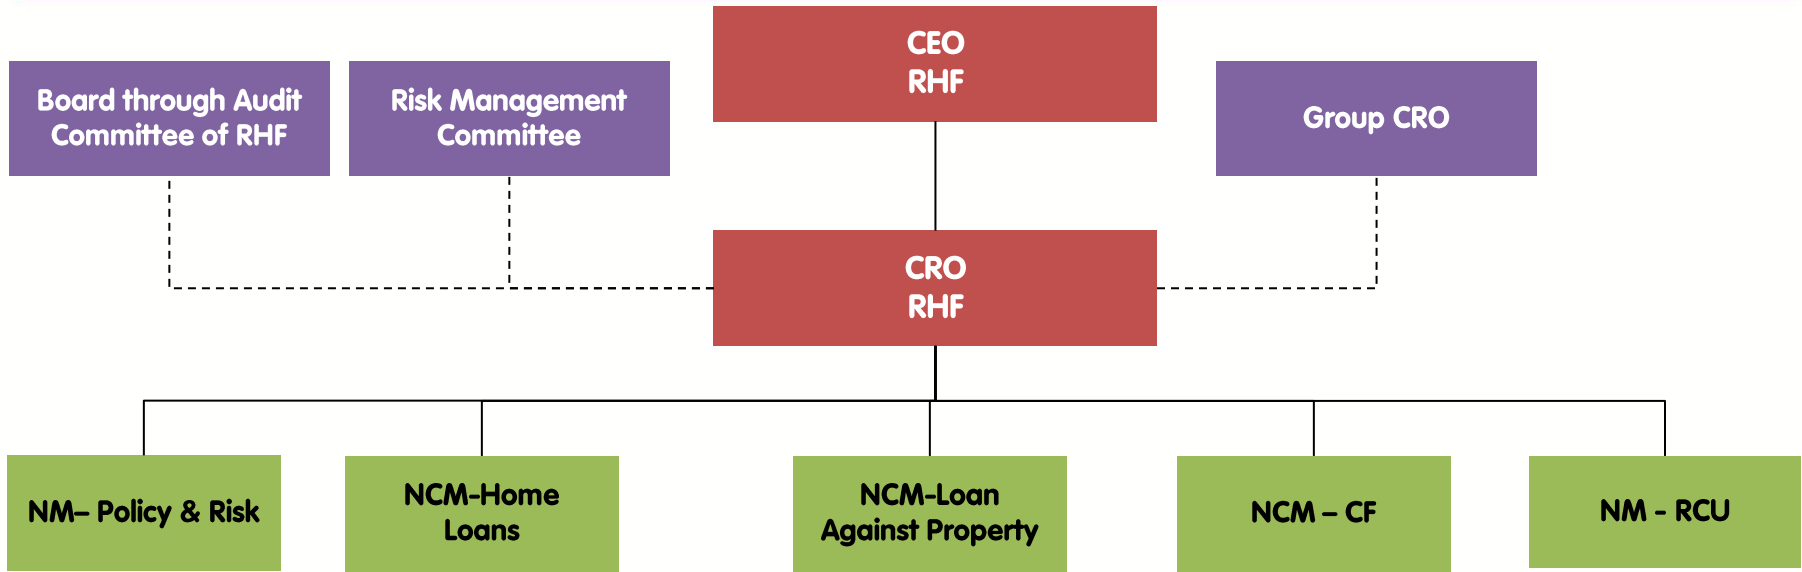 CEO
RHF
Board through Audit
Committee of RHF
Risk Management
Committee
Group CRO
CRO
RHF
NM– Policy & Risk
NCM-Home
Loans
NCM-Loan
Against Property
NCM – CF
NM - RCU